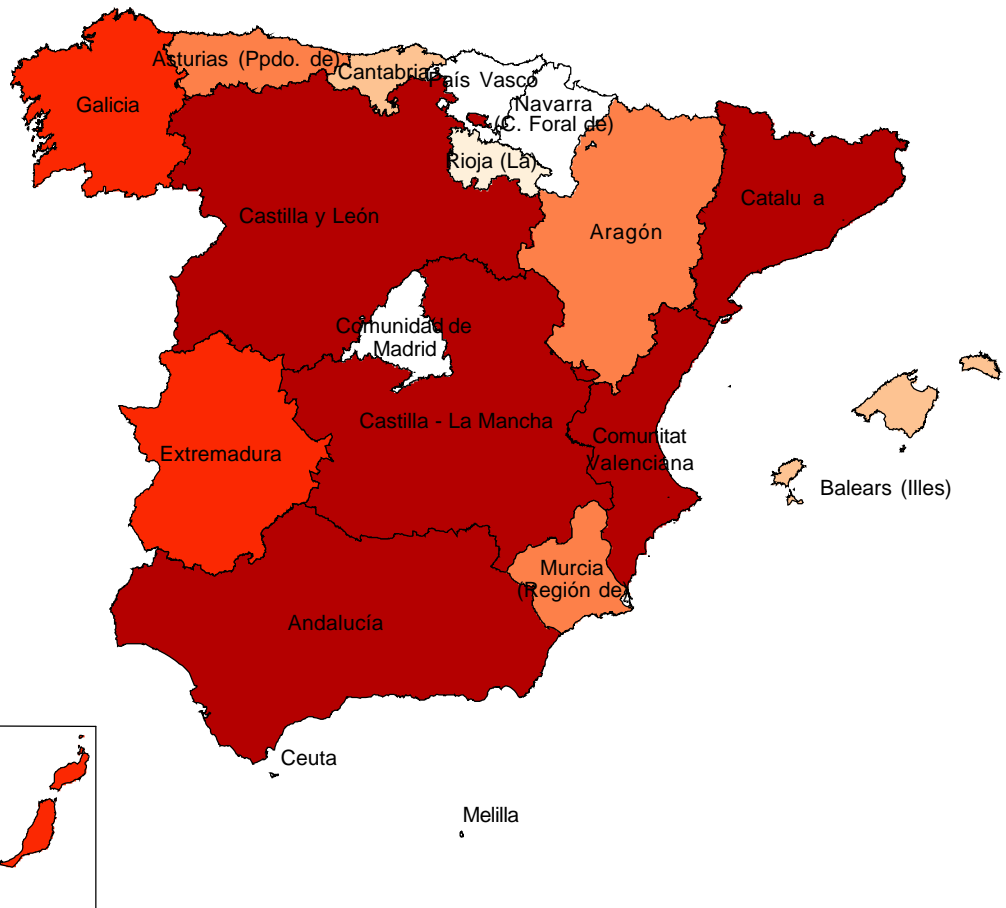 Asturias (Ppdo. de)
Cantabria
País Vasco
Galicia
Navarra
(C. Foral de)
Rioja (La)
Catalu a
Castilla y León
Aragón
Comunidad de
Madrid
Castilla - La Mancha
Comunitat
Valenciana
Extremadura
Balears (Illes)
Murcia
(Región de)
Andalucía
Ceuta
Melilla